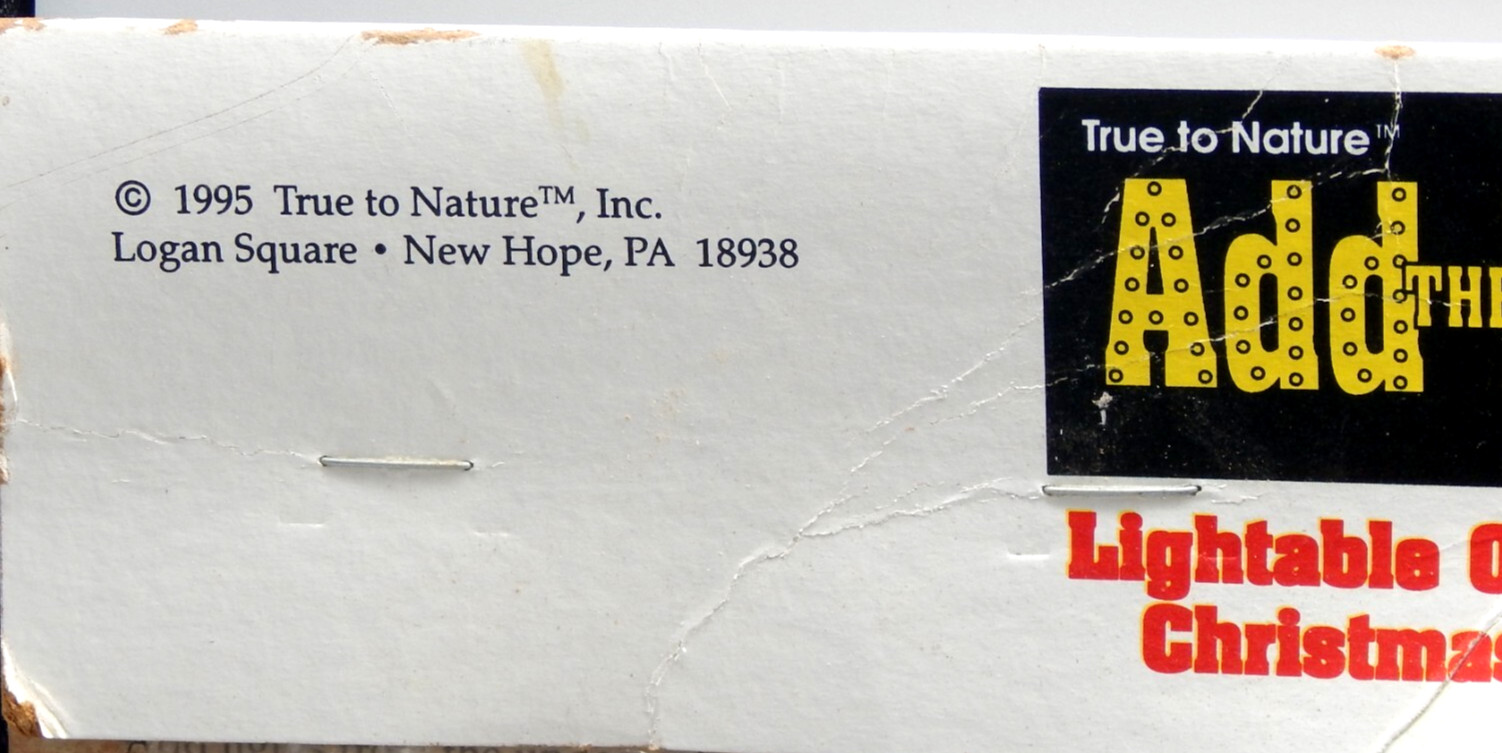 © 1995 True to Nature™, Inc.
Logan Square • New Hope, PA 18938
True to Nature™
Add
Lightable
Christmas